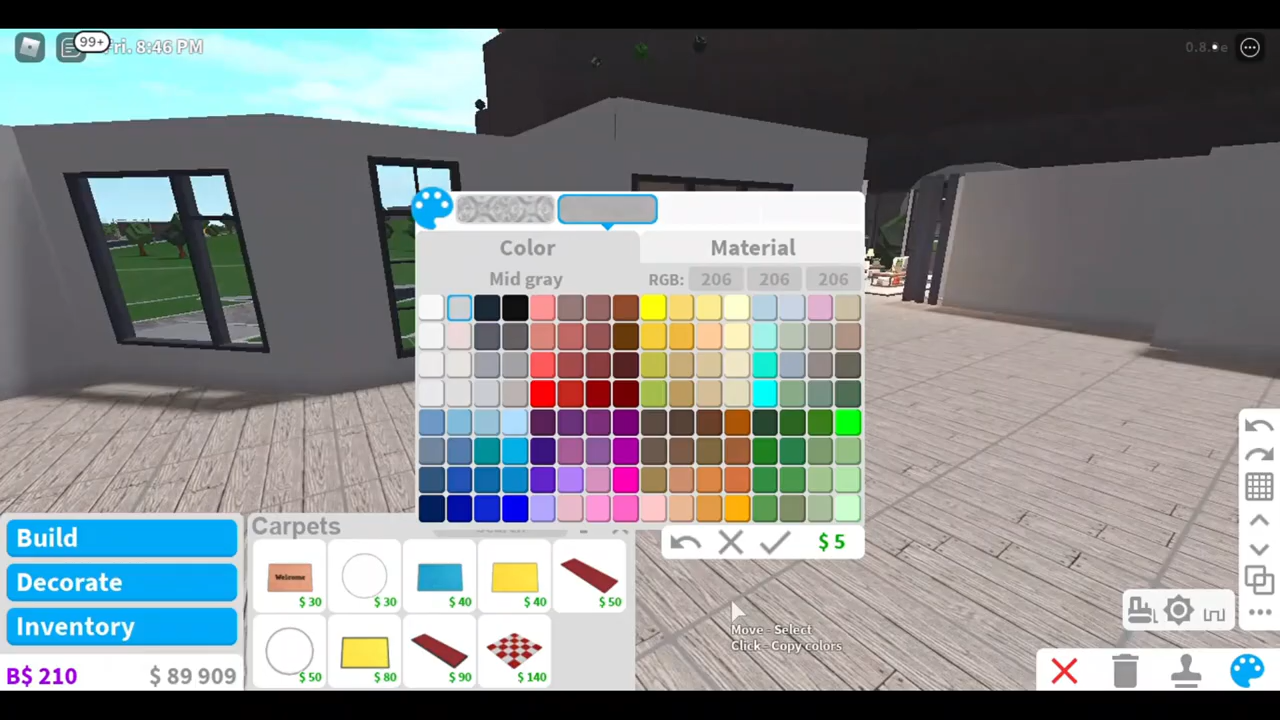 99+
Fri. 8:46 PM
Color
Material
Mid gray
RGB: 206 206 206
$ 5
Build
Decorate
Inventory
B$ 210
$ 89 909
Carpets
Welcome
$ 30
$ 30
$ 40
$ 40
$ 50
$ 50
$ 80
$ 90
$ 140
Move - Select
Click - Copy colors